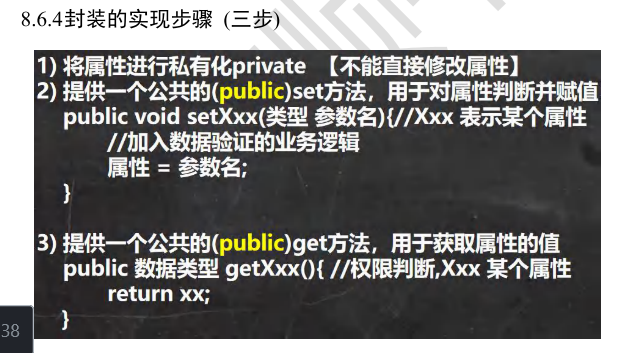 8.6.4封装的实现步骤 (三步)
1) 将属性进行私有化private 【不能直接修改属性】
2) 提供一个公共的(public)set方法，用于对属性判断并赋值
public void setXxx(类型 参数名){//Xxx 表示某个属性
//加入数据验证的业务逻辑
属性 = 参数名;
}
3) 提供一个公共的(public)get方法，用于获取属性的值
public 数据类型 getXxx(){ //权限判断,Xxx 某个属性
return xx;
}
38